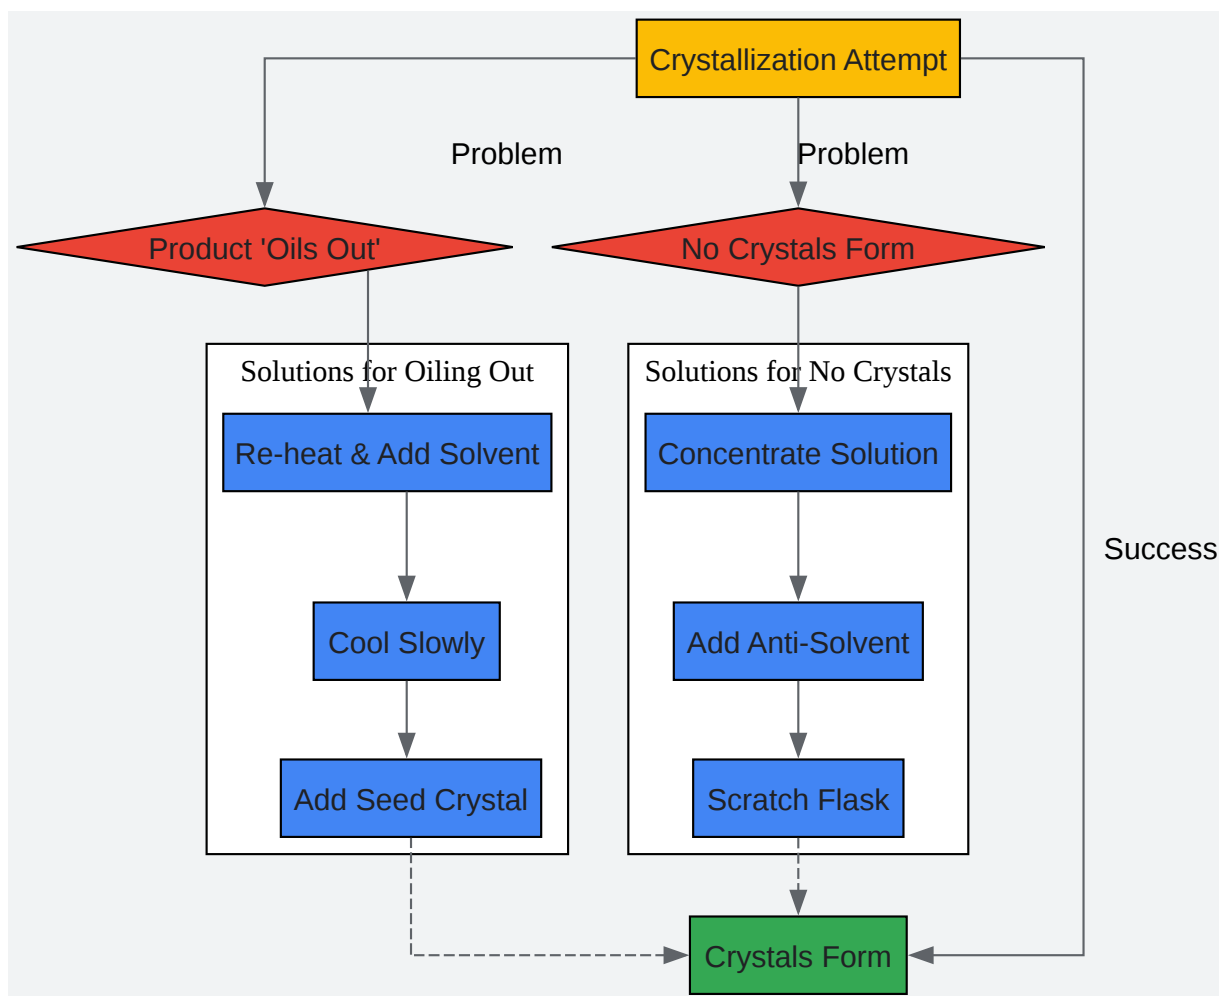 Crystallization Attempt
Problem
Problem
Product 'Oils Out'
No Crystals Form
Solutions for Oiling Out
Solutions for No Crystals
Re-heat & Add Solvent
Concentrate Solution
Success
Cool Slowly
Add Anti-Solvent
Add Seed Crystal
Scratch Flask
Crystals Form